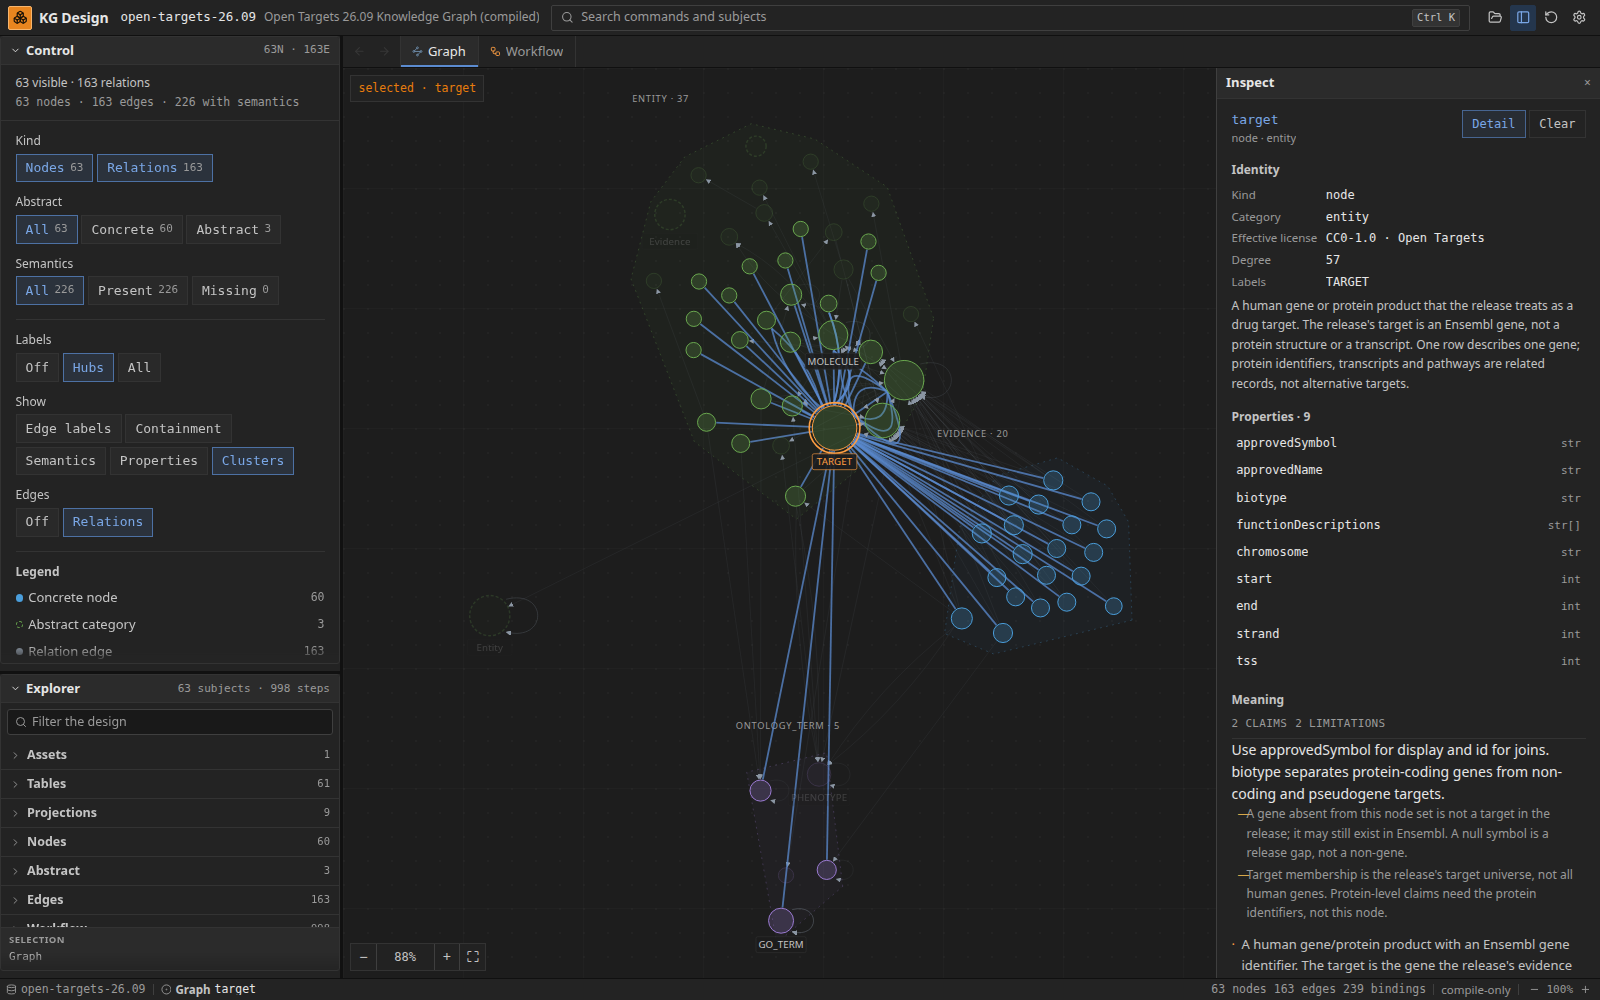 KG Design open-targets-26.09 Open Targets 26.09 Knowledge Graph (compiled) Search commands and subjects Ctrl K
Control 63N · 163E
63 visible · 163 relations
63 nodes · 163 edges · 226 with semantics
Kind
Nodes 63 Relations 163
Abstract
All 63 Concrete 60 Abstract 3
Semantics
All 226 Present 226 Missing 0
Labels
Off Hubs All
Show
Edge labels Containment
Semantics Properties Clusters
Edges
Off Relations
Legend
Concrete node 60
Abstract category 3
Relation edge 163
Explorer 63 subjects · 998 steps
Filter the design
Assets 1
Tables 61
Projections 9
Nodes 60
Abstract 3
Edges 163
SELECTION
Graph
Graph Workflow
selected · target
ENTITY · 37
Evidence
MOLECULE
EVIDENCE · 20
TARGET
Entity
ONTOLOGY_TERM · 5
PHENOTYPE
GO_TERM
− 88% +
Inspect ×
target Detail Clear
node · entity
Identity
Kind node
Category entity
Effective license CC0-1.0 · Open Targets
Degree 57
Labels TARGET
A human gene or protein product that the release treats as a
drug target. The release's target is an Ensembl gene, not a
protein structure or a transcript. One row describes one gene;
protein identifiers, transcripts and pathways are related
records, not alternative targets.
Properties · 9
approvedSymbol str
approvedName str
biotype str
functionDescriptions str[]
chromosome str
start int
end int
strand int
tss int
Meaning
2 CLAIMS 2 LIMITATIONS
Use approvedSymbol for display and id for joins.
biotype separates protein-coding genes from non-
coding and pseudogene targets.
—A gene absent from this node set is not a target in the
release; it may still exist in Ensembl. A null symbol is a
release gap, not a non-gene.
—Target membership is the release's target universe, not all
human genes. Protein-level claims need the protein
identifiers, not this node.
· A human gene/protein product with an Ensembl gene
identifier. The target is the gene the release's evidence
open-targets-26.09 Graph target 63 nodes 163 edges 239 bindings compile-only − 100% +